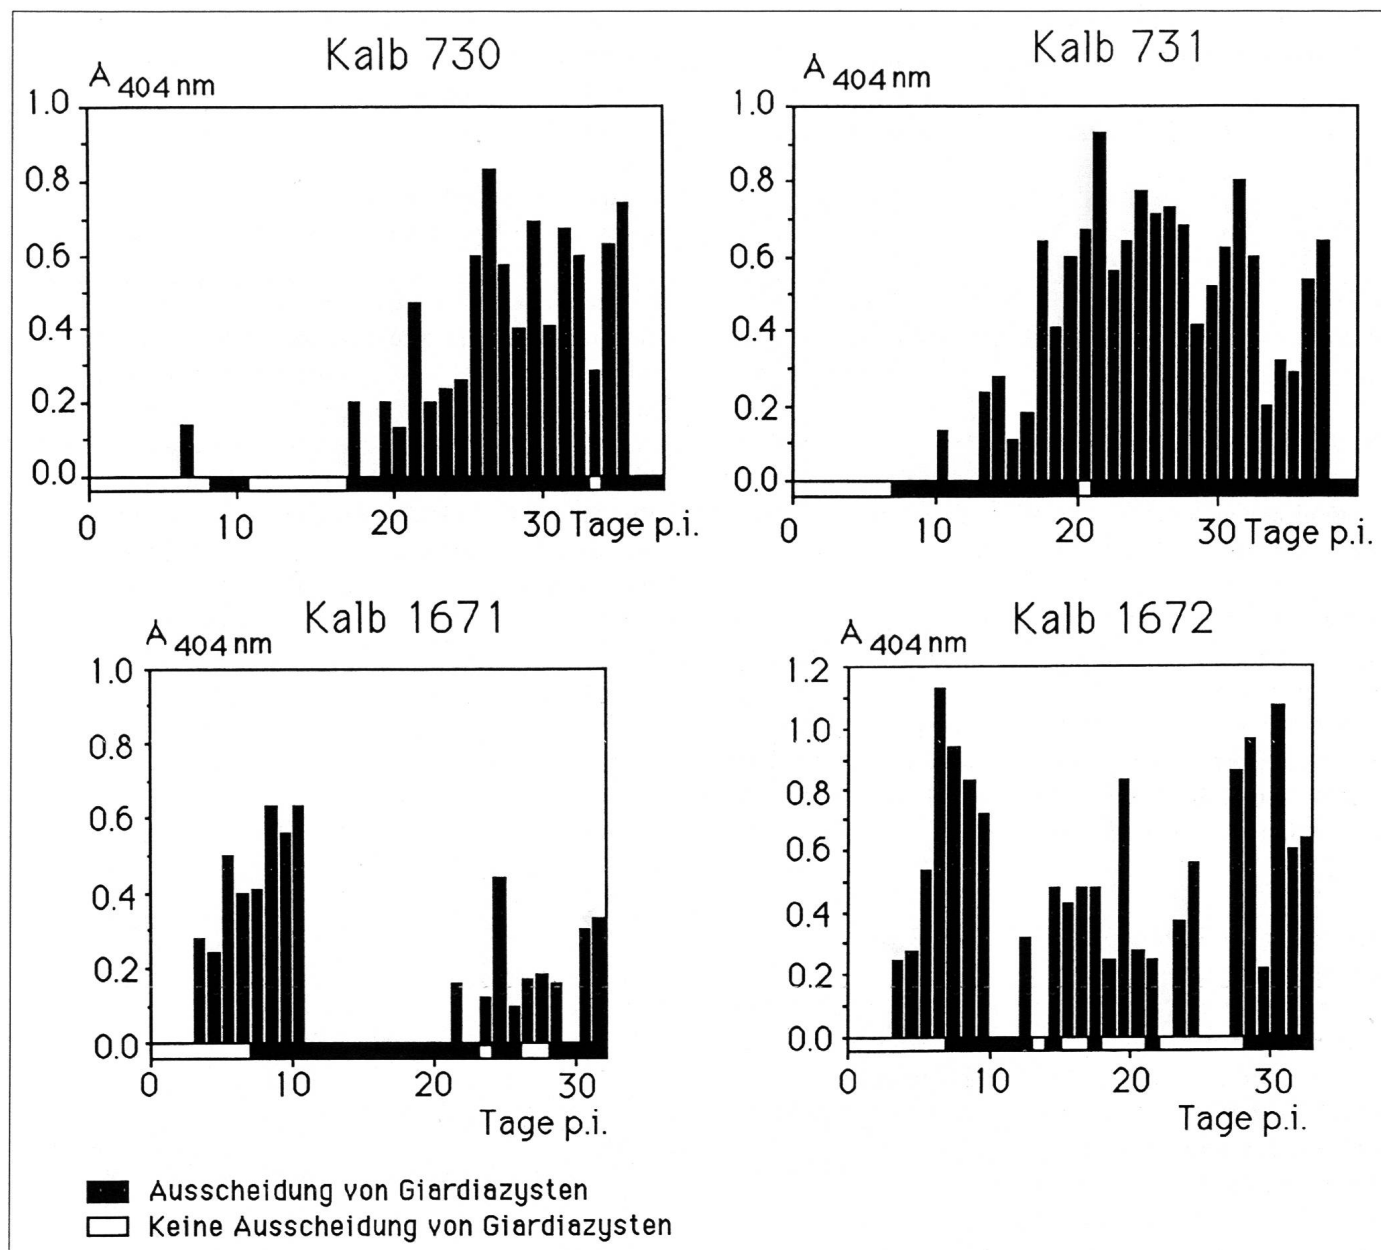 Kalb 730
A 404 nm
1.0
0.8
0.6
0.4
0.2
0.0
0 10 20 30 Tage p.i.
Kalb 731
A 404 nm
1.0
0.8
0.6
0.4
0.2
0.0
0 10 20 30 Tage p.i.
Kalb 1671
A 404 nm
1.0
0.8
0.6
0.4
0.2
0.0
0 10 20 30
Tage p.i.
Kalb 1672
A 404 nm
1.2
1.0
0.8
0.6
0.4
0.2
0.0
0 10 20 30
Tage p.i.
Ausscheidung von Giardiazysten
Keine Ausscheidung von Giardiazysten